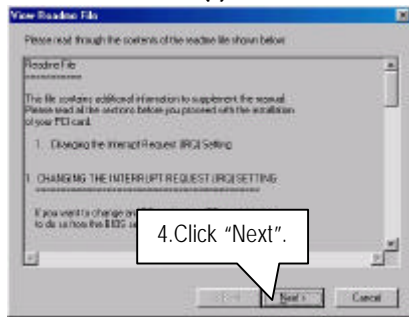 View Readme File
Please read through the contents of the readme file shown below
Readme File
This file contains additional information to supplement the manual.
Please read all the sections before you proceed with the installation
of your PCI card.
1. Changing the Interrupt Request (IRQ) Setting
1. CHANGING THE INTERRUPT REQUEST (IRQ) SETTING
If you want to change
to do so from the BIOS
4.Click “Next”.
Next >
Cancel